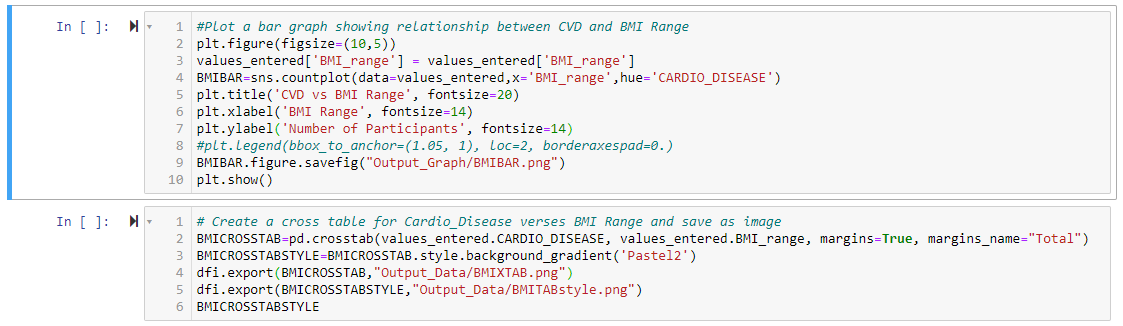 In [ ]:
1 #Plot a bar graph showing relationship between CVD and BMI Range
2 plt.figure(figsize=(10,5))
3 values_entered['BMI_range'] = values_entered['BMI_range']
4 BMIBAR=sns.countplot(data=values_entered,x='BMI_range',hue='CARDIO_DISEASE')
5 plt.title('CVD vs BMI Range', fontsize=20)
6 plt.xlabel('BMI Range', fontsize=14)
7 plt.ylabel('Number of Participants', fontsize=14)
8 #plt.legend(bbox_to_anchor=(1.05, 1), loc=2, borderaxespad=0.)
9 BMIBAR.figure.savefig("Output_Graph/BMIBAR.png")
10 plt.show()
In [ ]:
1 # Create a cross table for Cardio_Disease verses BMI Range and save as image
2 BMICROSSTAB=pd.crosstab(values_entered.CARDIO_DISEASE, values_entered.BMI_range, margins=True, margins_name="Total")
3 BMICROSSTABSTYLE=BMICROSSTAB.style.background_gradient('Pastel2')
4 dfi.export(BMICROSSTAB,"Output_Data/BMIXTAB.png")
5 dfi.export(BMICROSSTABSTYLE,"Output_Data/BMITABstyle.png")
6 BMICROSSTABSTYLE